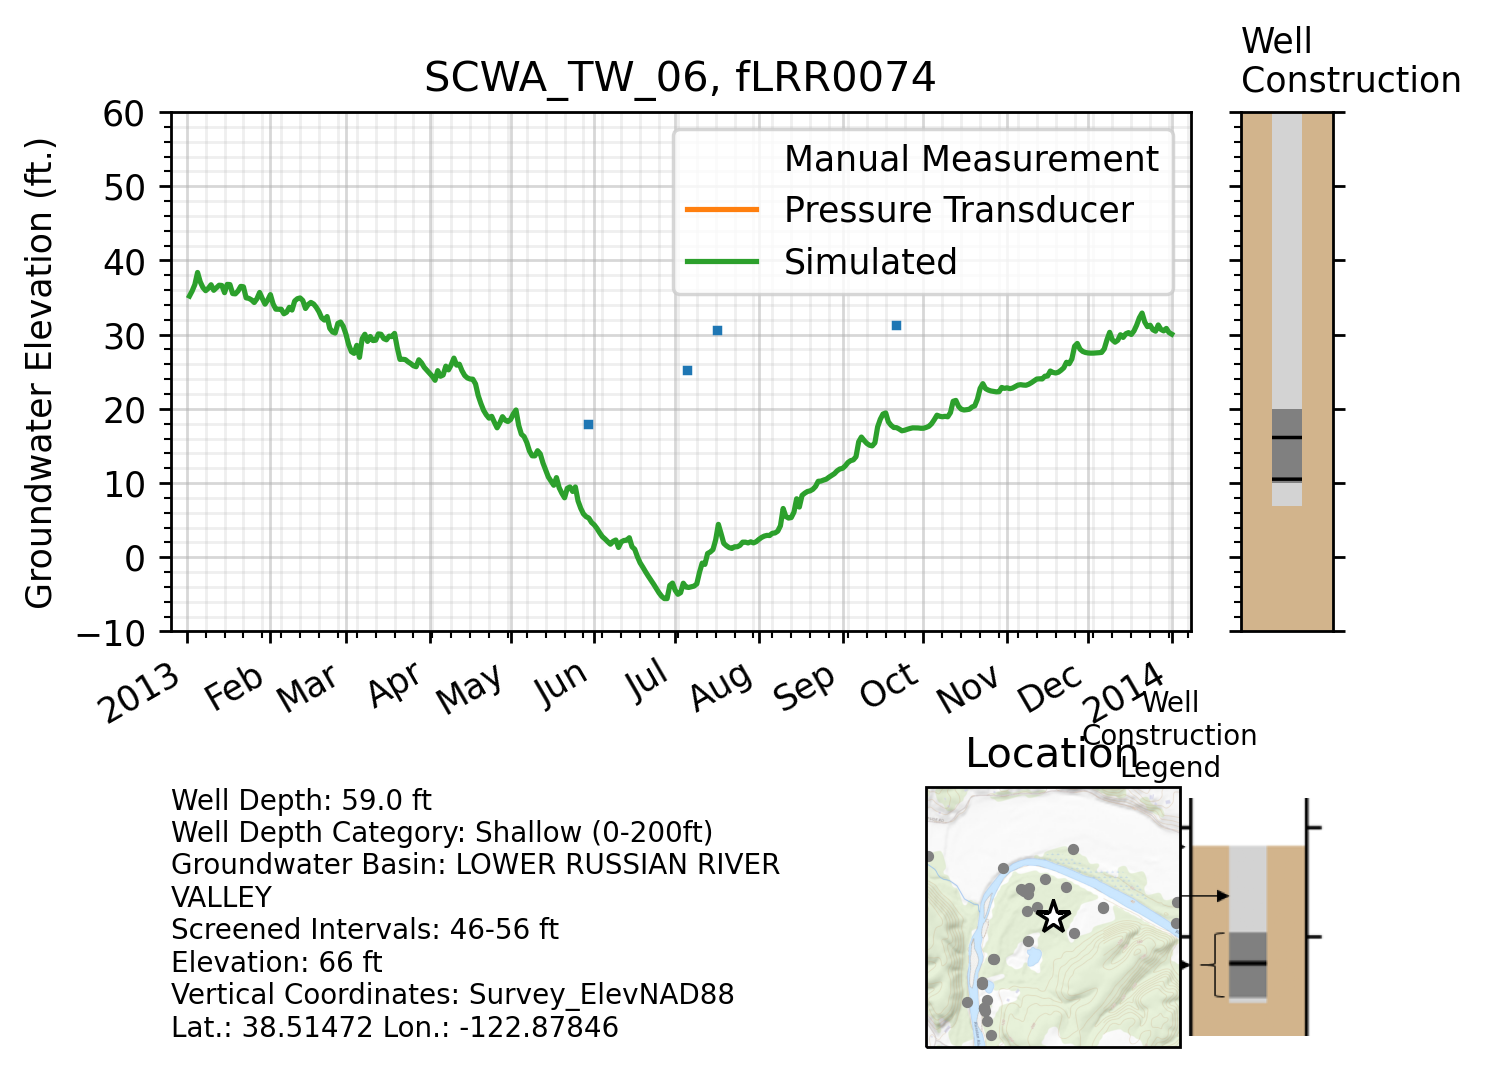 Well
Construction
SCWA_TW_06, fLRR0074
Groundwater Elevation (ft.)
60
50
40
30
20
10
0
−10
Manual Measurement
Pressure Transducer
Simulated
2013
Feb
Mar
Apr
May
Jun
Jul
Aug
Sep
Oct
Nov
Dec
2014
Well
Construction
Legend
Location
Well Depth: 59.0 ft
Well Depth Category: Shallow (0-200ft)
Groundwater Basin: LOWER RUSSIAN RIVER
VALLEY
Screened Intervals: 46-56 ft
Elevation: 66 ft
Vertical Coordinates: Survey_ElevNAD88
Lat.: 38.51472 Lon.: -122.87846